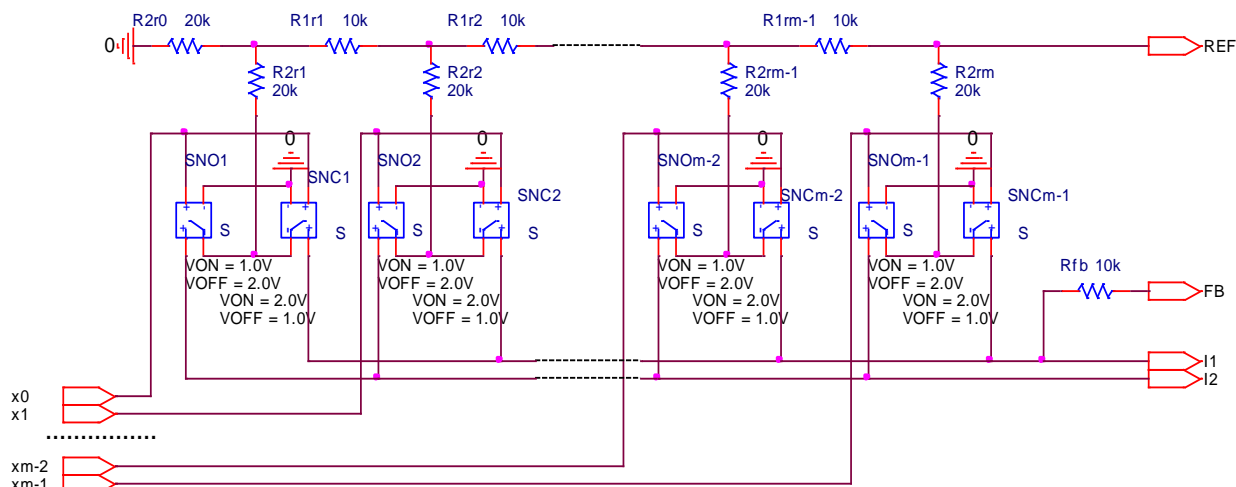 R2r0 20k R1r1 10k R1r2 10k R1rm-1 10k
0 REF
R2r1 R2r2 R2rm-1 R2rm
20k 20k 20k 20k
0 0 0 0
SNO1 SNO2 SNOm-2 SNOm-1
SNC1 SNC2 SNCm-2 SNCm-1
S S S S S S S S
VON = 1.0V VON = 1.0V VON = 1.0V VON = 1.0V
VOFF = 2.0V VOFF = 2.0V VOFF = 2.0V VOFF = 2.0V
VON = 2.0V VON = 2.0V VON = 2.0V VON = 2.0V
VOFF = 1.0V VOFF = 1.0V VOFF = 1.0V VOFF = 1.0V
Rfb 10k
FB
I1
I2
x0
x1
................
xm-2
xm-1